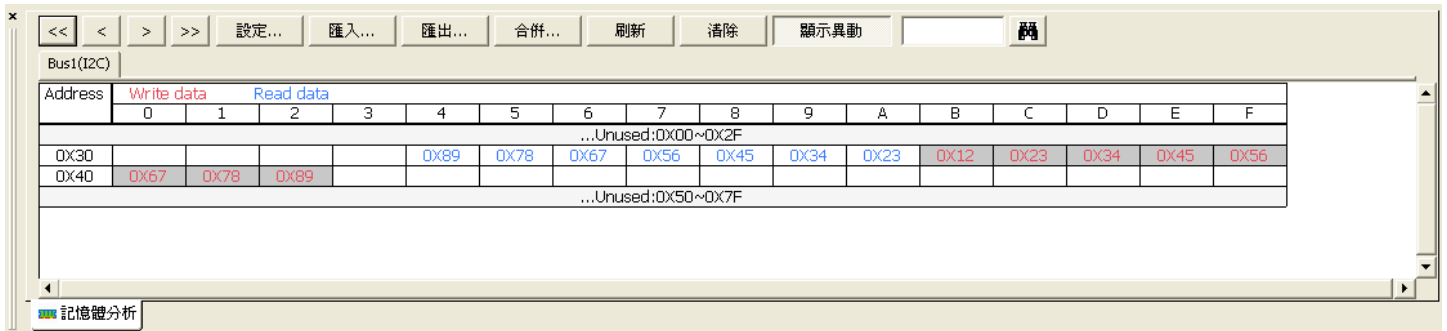 << < > >> 設定... 匯入... 匯出... 合併... 刷新 清除 顯示異動
Bus1(I2C)
Address Write data Read data
0 1 2 3 4 5 6 7 8 9 A B C D E F
...Unused:0X00~0X2F
0X30 0X89 0X78 0X67 0X56 0X45 0X34 0X23 0X12 0X23 0X34 0X45 0X56
0X40 0X67 0X78 0X89
...Unused:0X50~0X7F
記憶體分析